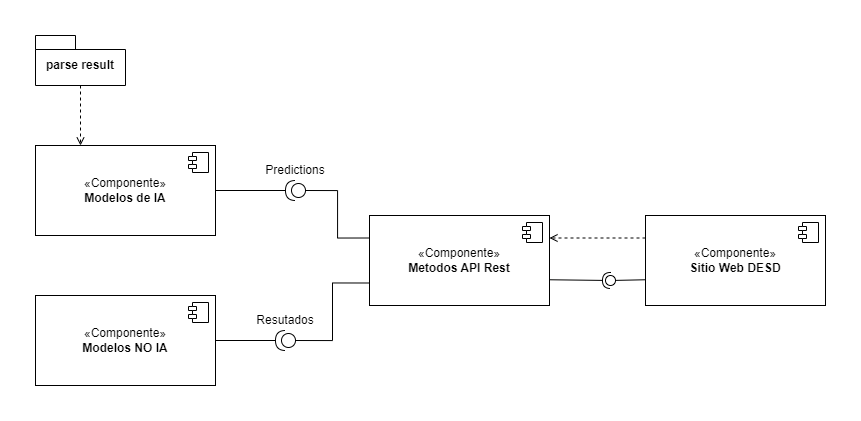 parse result
«Componente»
Modelos de IA
Predictions
«Componente»
Metodos API Rest
«Componente»
Sitio Web DESD
«Componente»
Modelos NO IA
Resutados